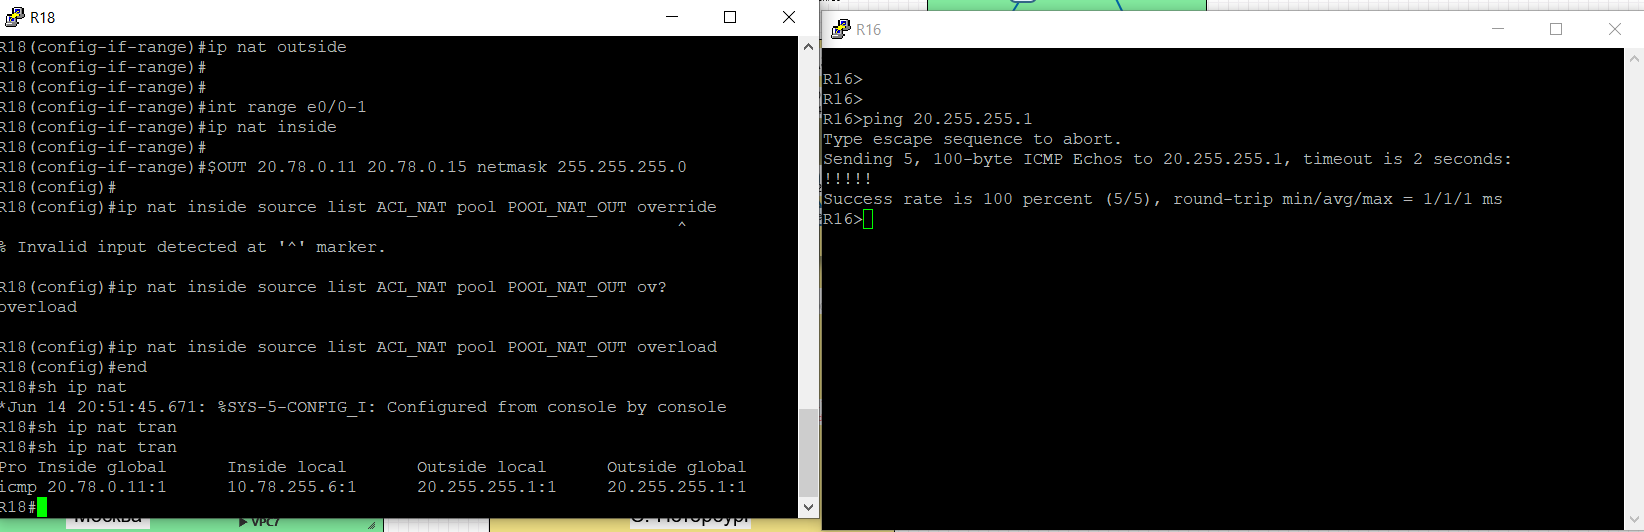 R18
R18(config-if-range)#ip nat outside
R18(config-if-range)#
R18(config-if-range)#
R18(config-if-range)#int range e0/0-1
R18(config-if-range)#ip nat inside
R18(config-if-range)#
R18(config-if-range)#$OUT 20.78.0.11 20.78.0.15 netmask 255.255.255.0
R18(config)#
R18(config)#ip nat inside source list ACL_NAT pool POOL_NAT_OUT override
^
% Invalid input detected at '^' marker.
R18(config)#ip nat inside source list ACL_NAT pool POOL_NAT_OUT ov?
overload
R18(config)#ip nat inside source list ACL_NAT pool POOL_NAT_OUT overload
R18(config)#end
R18#sh ip nat
*Jun 14 20:51:45.671: %SYS-5-CONFIG_I: Configured from console by console
R18#sh ip nat tran
R18#sh ip nat tran
Pro Inside global Inside local Outside local Outside global
icmp 20.78.0.11:1 10.78.255.6:1 20.255.255.1:1 20.255.255.1:1
R18#
R16
R16>
R16>
R16>ping 20.255.255.1
Type escape sequence to abort.
Sending 5, 100-byte ICMP Echos to 20.255.255.1, timeout is 2 seconds:
!!!!!
Success rate is 100 percent (5/5), round-trip min/avg/max = 1/1/1 ms
R16>
Москва
VPC7